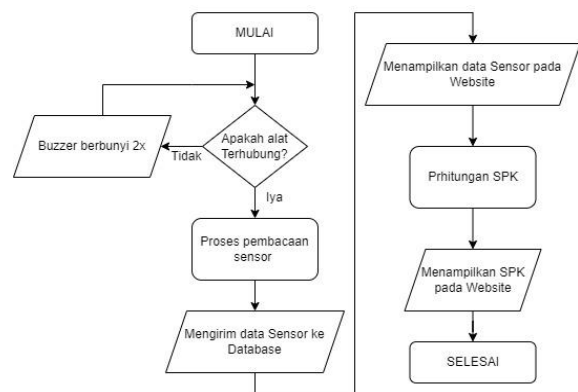 MULAI
Apakah alat
Terhubung?
Tidak
Buzzer berbunyi 2x
Iya
Proses pembacaan
sensor
Mengirim data Sensor ke
Database
Menampilkan data Sensor pada
Website
Prhitungan SPK
Menampilkan SPK
pada Website
SELESAI